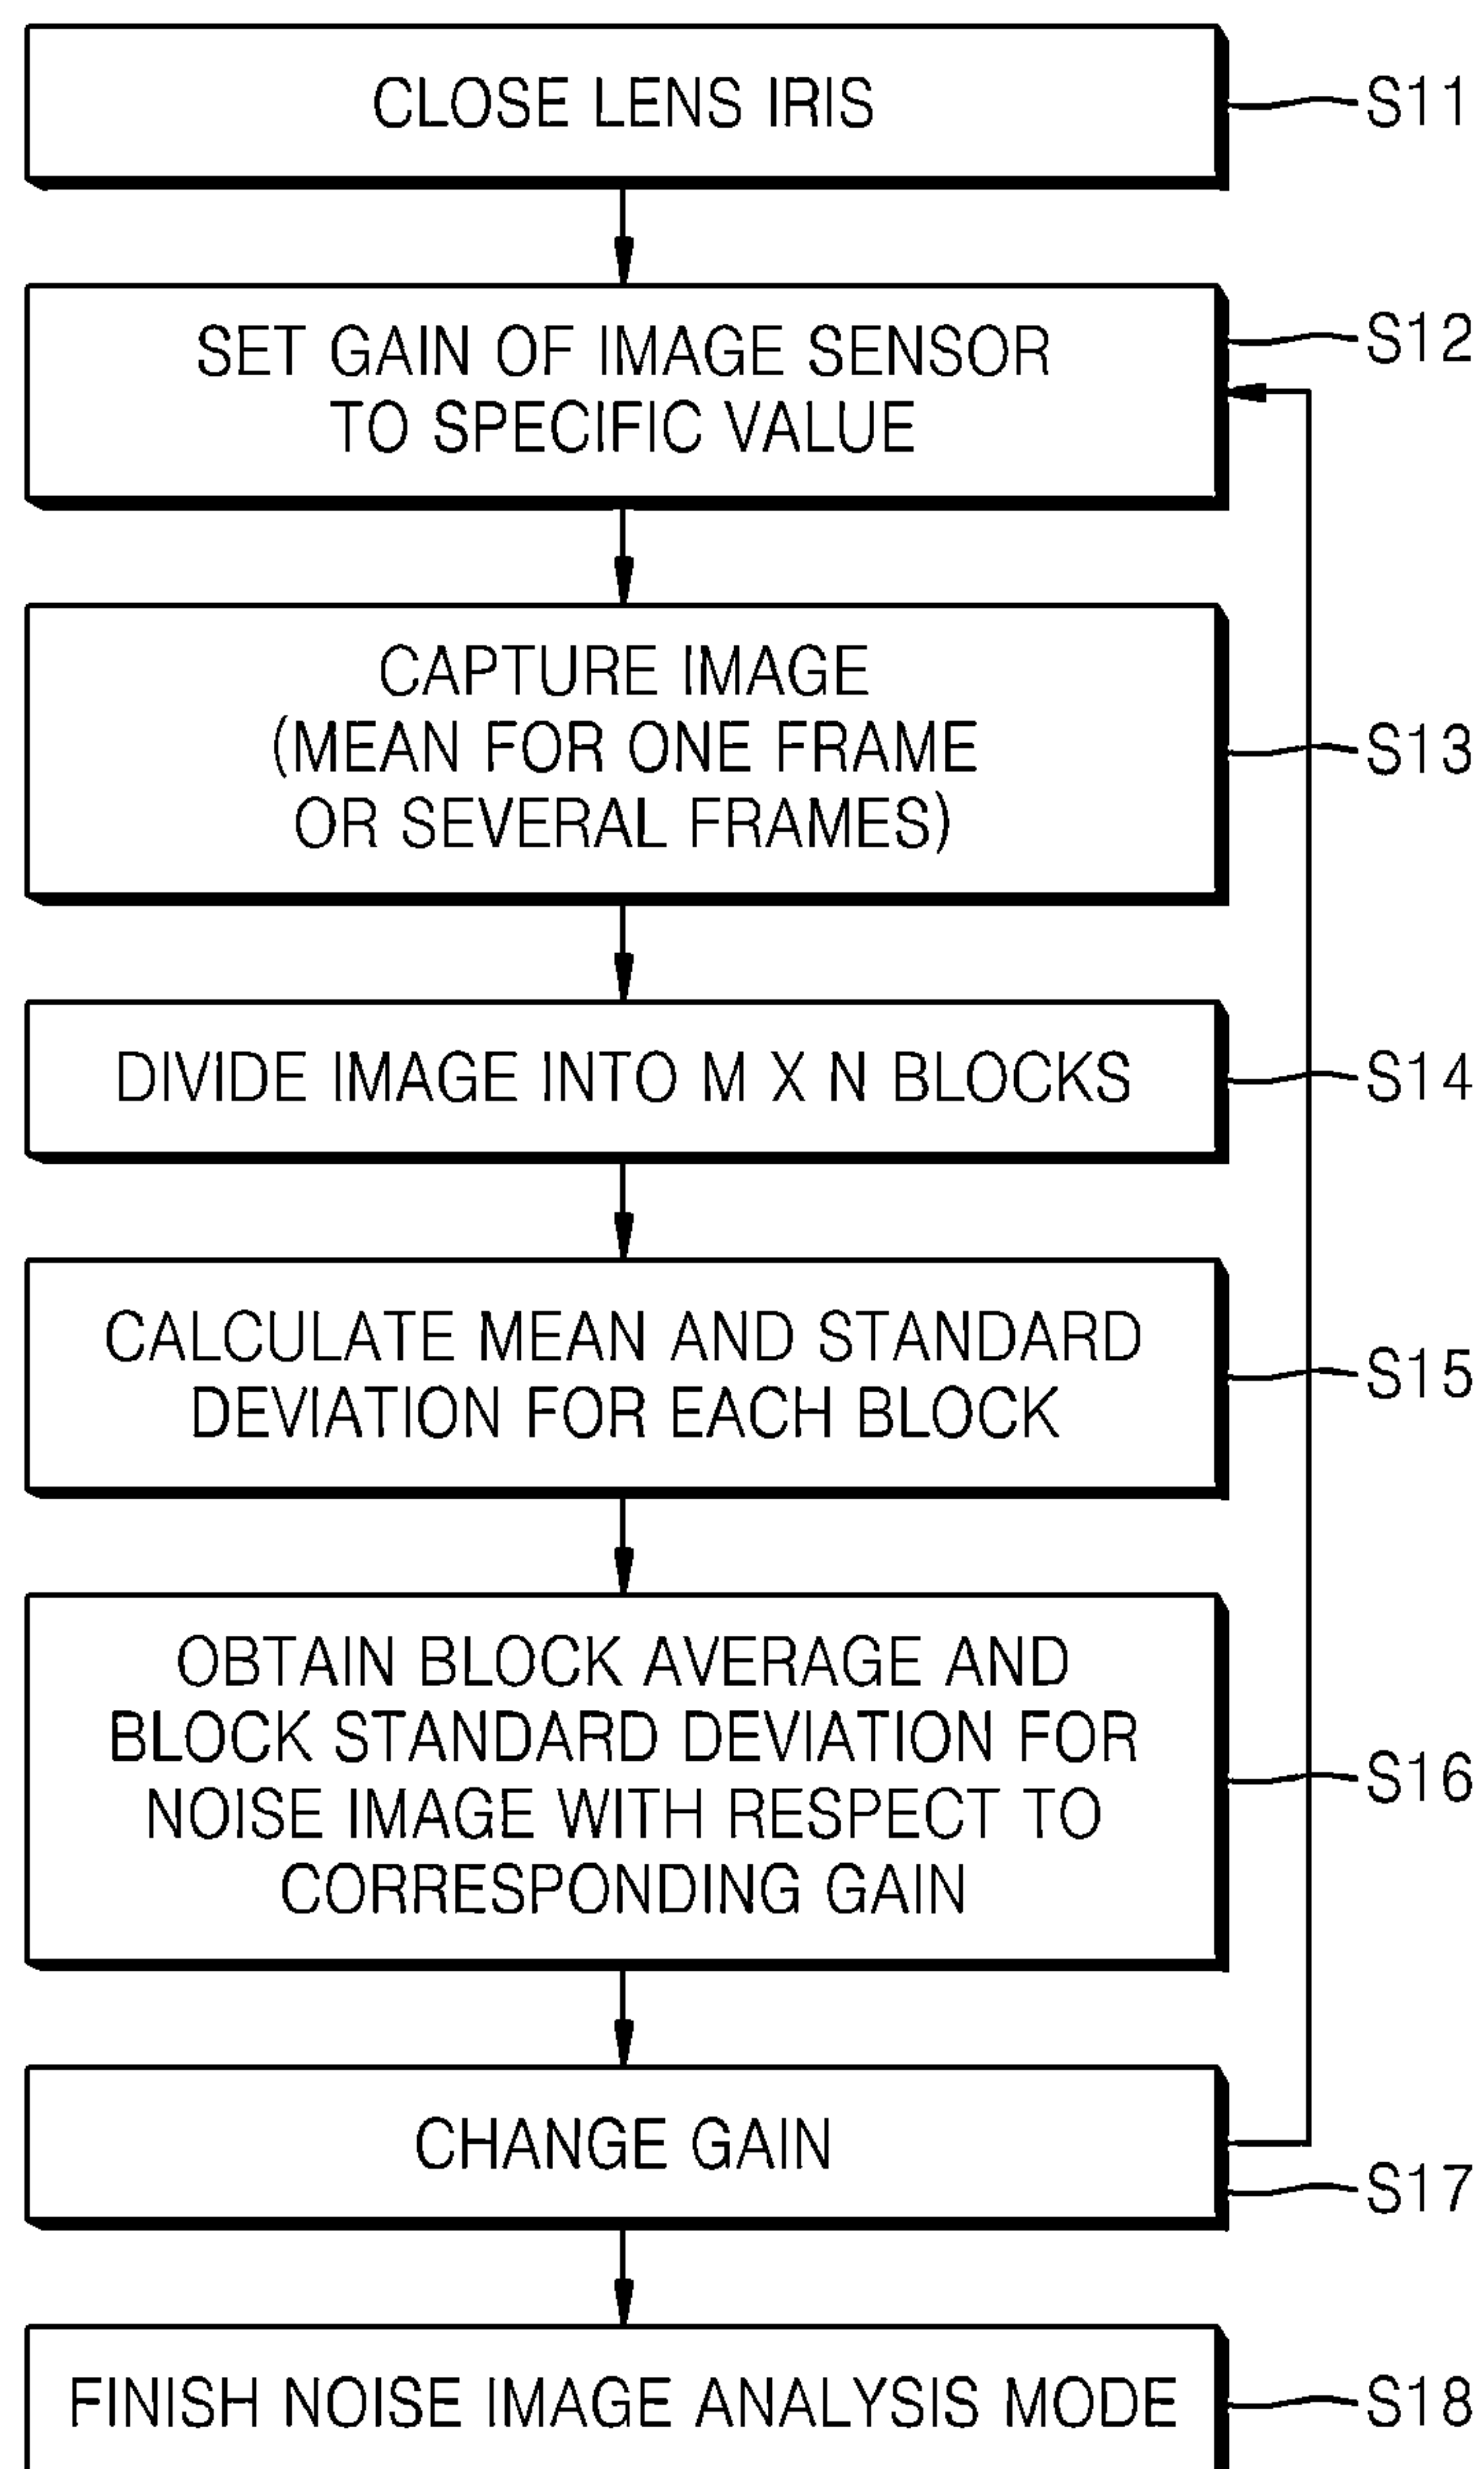 CLOSE LENS IRIS
S11
SET GAIN OF IMAGE SENSOR
TO SPECIFIC VALUE
S12
CAPTURE IMAGE
(MEAN FOR ONE FRAME
OR SEVERAL FRAMES)
S13
DIVIDE IMAGE INTO M X N BLOCKS
S14
CALCULATE MEAN AND STANDARD
DEVIATION FOR EACH BLOCK
S15
OBTAIN BLOCK AVERAGE AND
BLOCK STANDARD DEVIATION FOR
NOISE IMAGE WITH RESPECT TO
CORRESPONDING GAIN
S16
CHANGE GAIN
S17
FINISH NOISE IMAGE ANALYSIS MODE
S18